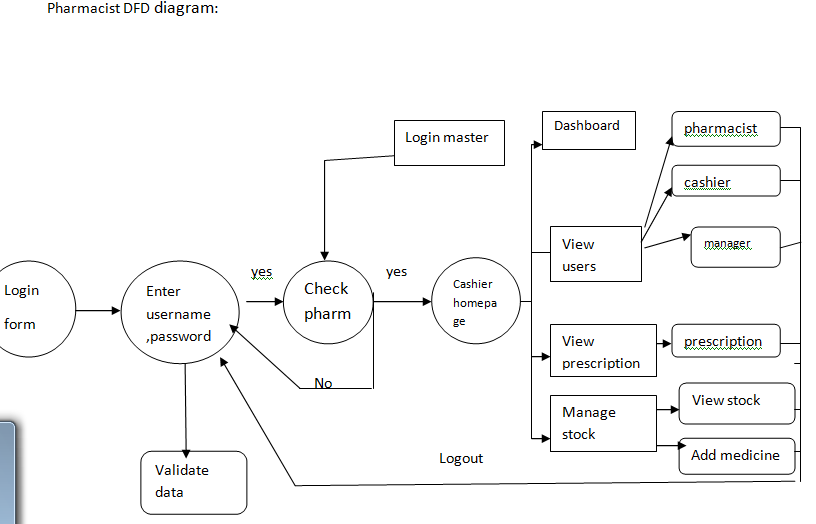 Pharmacist DFD diagram:
Dashboard
pharmacist
Login master
cashier
View
users
manager
yes
yes
Login
form
Enter
username
,password
Check
pharm
Cashier
homepa
ge
View
prescription
prescription
No
Manage
stock
View stock
Add medicine
Logout
Validate
data